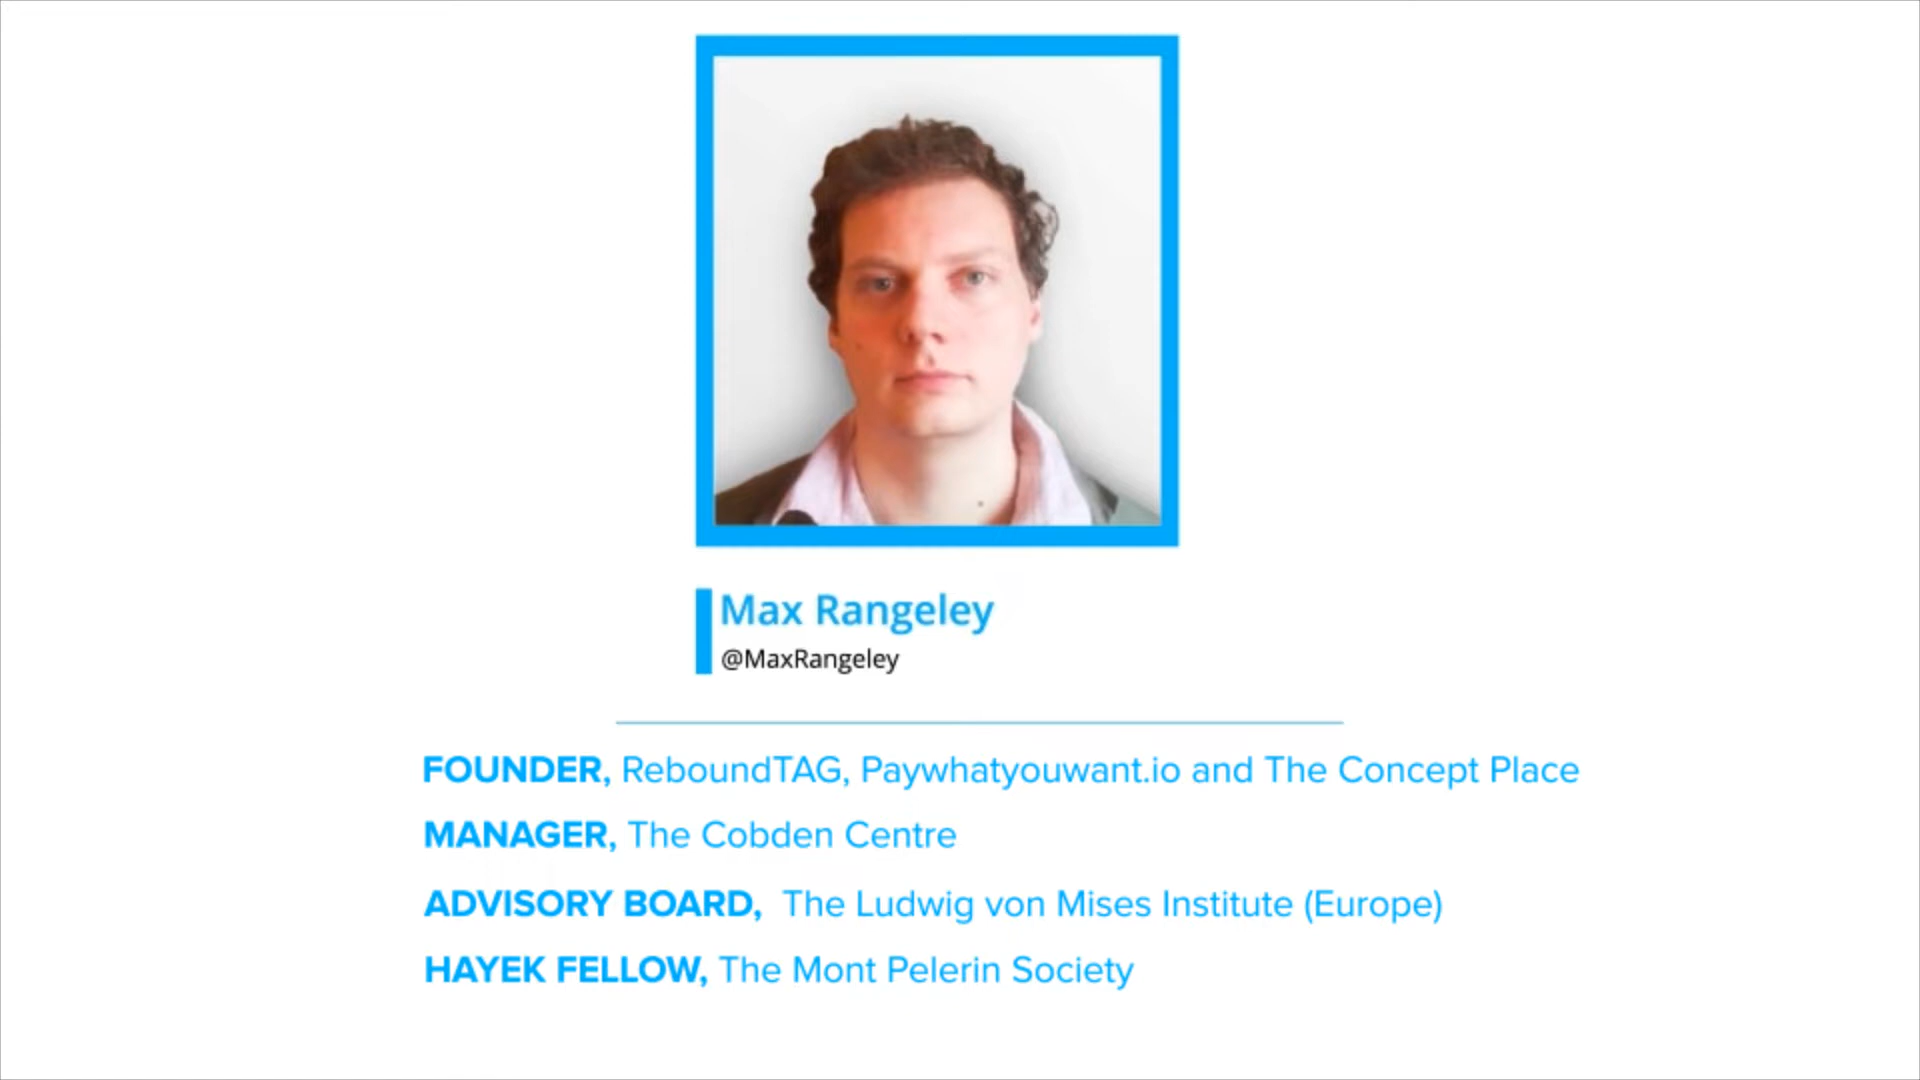 Max Rangeley
@MaxRangeley
FOUNDER, ReboundTAG, Paywhatyouwant.io and The Concept Place
MANAGER, The Cobden Centre
ADVISORY BOARD, The Ludwig von Mises Institute (Europe)
HAYEK FELLOW, The Mont Pelerin Society